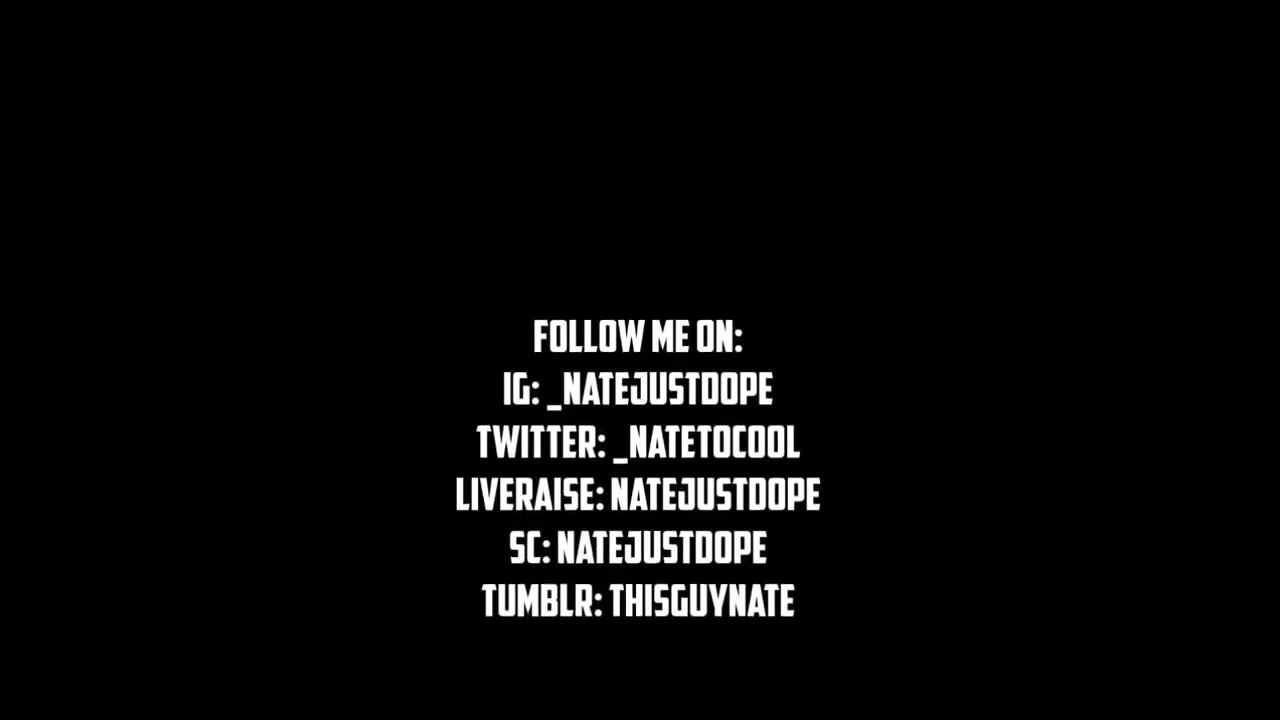 FOLLOW ME ON:
IG: _NATEJUSTDOPE
TWITTER: _NATETOCOOL
LIVERAISE: NATEJUSTDOPE
SC: NATEJUSTDOPE
TUMBLR: THISGUYNATE